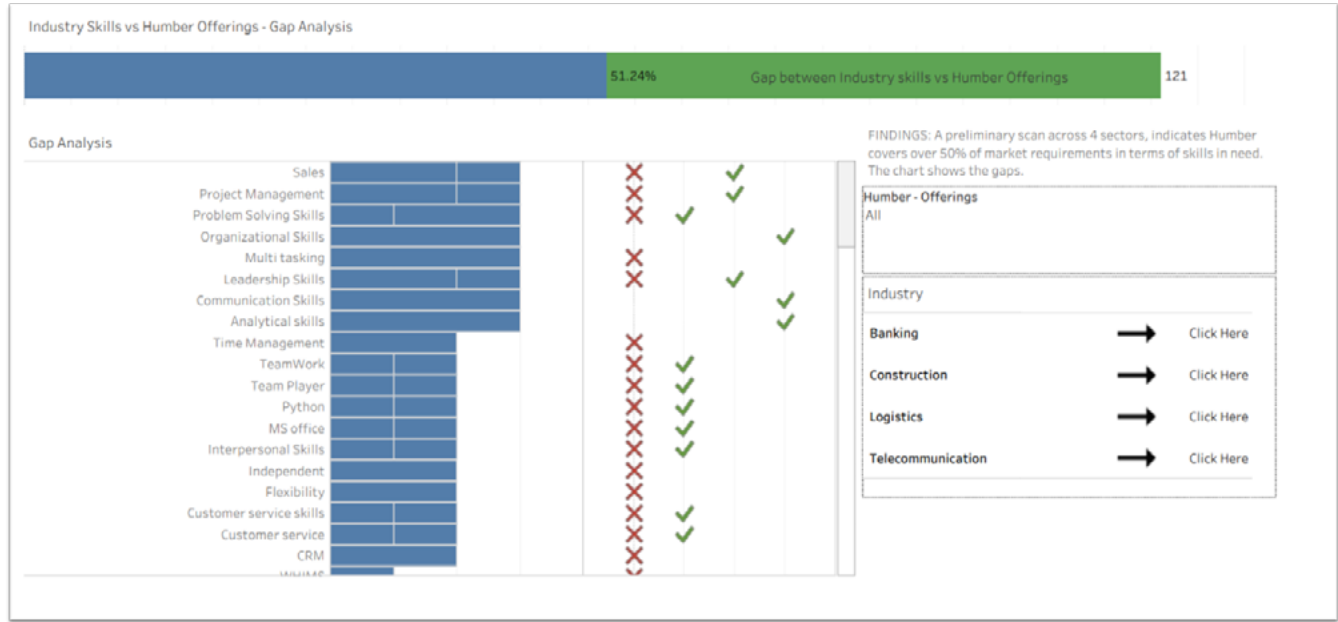 Industry Skills vs Humber Offerings - Gap Analysis
51.24%
Gap between Industry skills vs Humber Offerings
121
Gap Analysis
Sales
Project Management
Problem Solving Skills
Organizational Skills
Multi tasking
Leadership Skills
Communication Skills
Analytical skills
Time Management
TeamWork
Team Player
Python
MS office
Interpersonal Skills
Independent
Flexibility
Customer service skills
Customer service
CRM
FINDINGS: A preliminary scan across 4 sectors, indicates Humber
covers over 50% of market requirements in terms of skills in need.
The chart shows the gaps.
Humber - Offerings
All
Industry
Banking Click Here
Construction Click Here
Logistics Click Here
Telecommunication Click Here